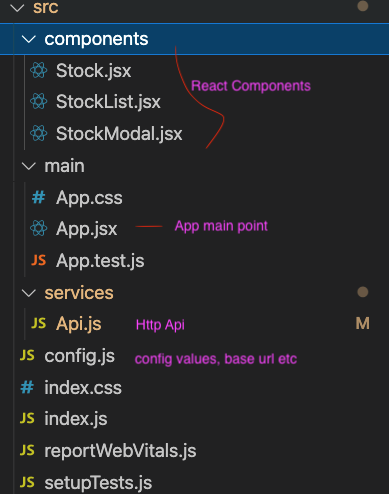 src
components
Stock.jsx
React Components
StockList.jsx
StockModal.jsx
main
# App.css
App.jsx
App main point
JS App.test.js
services
JS Api.js
Http Api
M
JS config.js
config values, base url etc
# index.css
JS index.js
JS reportWebVitals.js
JS setupTests.js